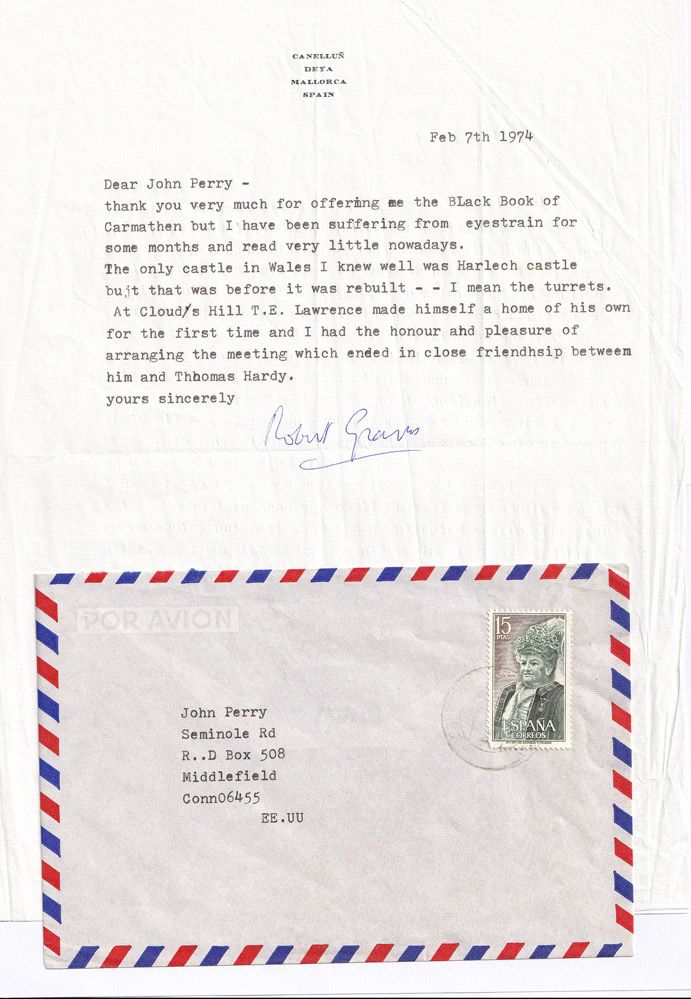 CANELLUÑ
DEYA
MALLORCA
SPAIN
Feb 7th 1974
Dear John Perry -
thank you very much for offering me the BLack Book of
Carmathen but I have been suffering from eyestrain for
some months and read very little nowadays.
The only castle in Wales I knew well was Harlech castle
bujt that was before it was rebuilt - - I mean the turrets.
At Cloud/s Hill T.E. Lawrence made himself a home of his own
for the first time and I had the honour ahd pleasure of
arranging the meeting which ended in close friendhsip betweem
him and Thhomas Hardy.
yours sincerely
Robert Graves
POR AVION
15
PTAS
ESPAÑA
CORREOS
John Perry
Seminole Rd
R..D Box 508
Middlefield
Conn06455
EE.UU